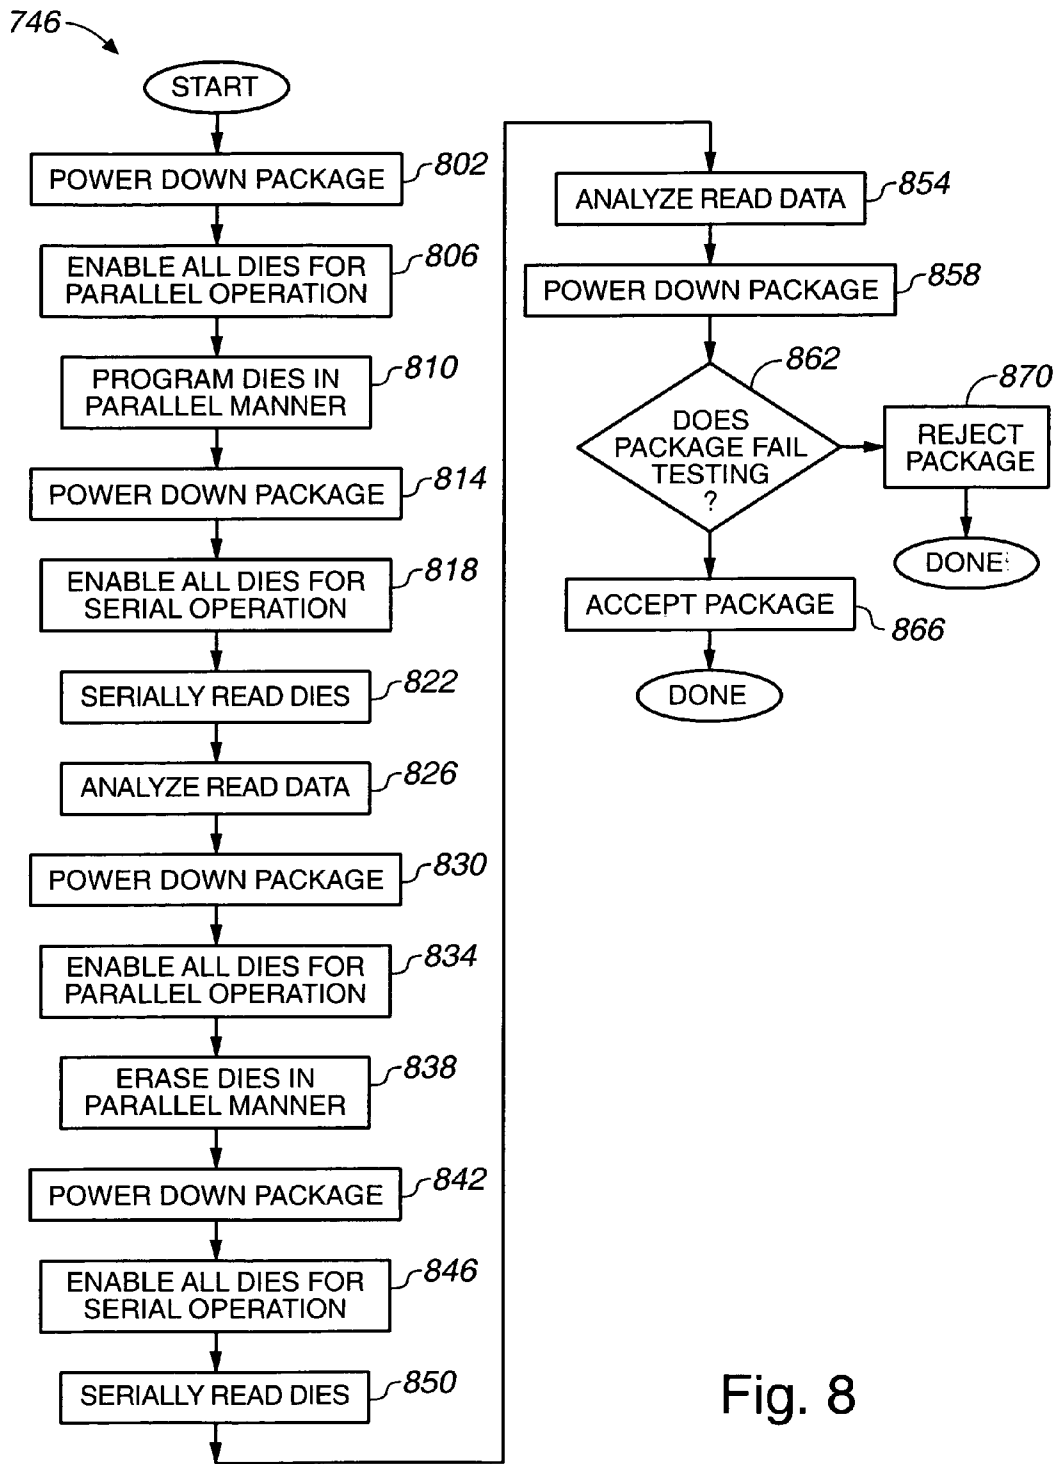 746
START
POWER DOWN PACKAGE
802
ENABLE ALL DIES FOR
PARALLEL OPERATION
806
PROGRAM DIES IN
PARALLEL MANNER
810
POWER DOWN PACKAGE
814
ENABLE ALL DIES FOR
SERIAL OPERATION
818
SERIALLY READ DIES
822
ANALYZE READ DATA
826
POWER DOWN PACKAGE
830
ENABLE ALL DIES FOR
PARALLEL OPERATION
834
ERASE DIES IN
PARALLEL MANNER
838
POWER DOWN PACKAGE
842
ENABLE ALL DIES FOR
SERIAL OPERATION
846
SERIALLY READ DIES
850
ANALYZE READ DATA
854
POWER DOWN PACKAGE
858
DOES
PACKAGE FAIL
TESTING
?
862
REJECT
PACKAGE
870
DONE
ACCEPT PACKAGE
866
DONE
Fig. 8